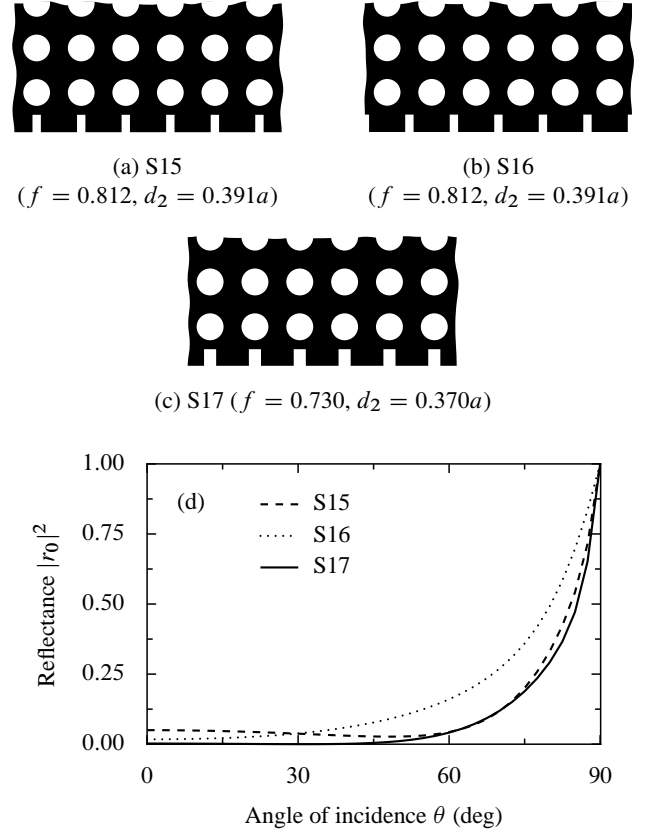 (a) S15
(f = 0.812, d₂ = 0.391a)
(b) S16
(f = 0.812, d₂ = 0.391a)
(c) S17 (f = 0.730, d₂ = 0.370a)
1.00
0.75
0.50
0.25
0.00
Reflectance |r₀|²
(d)
S15
S16
S17
0 30 60 90
Angle of incidence θ (deg)